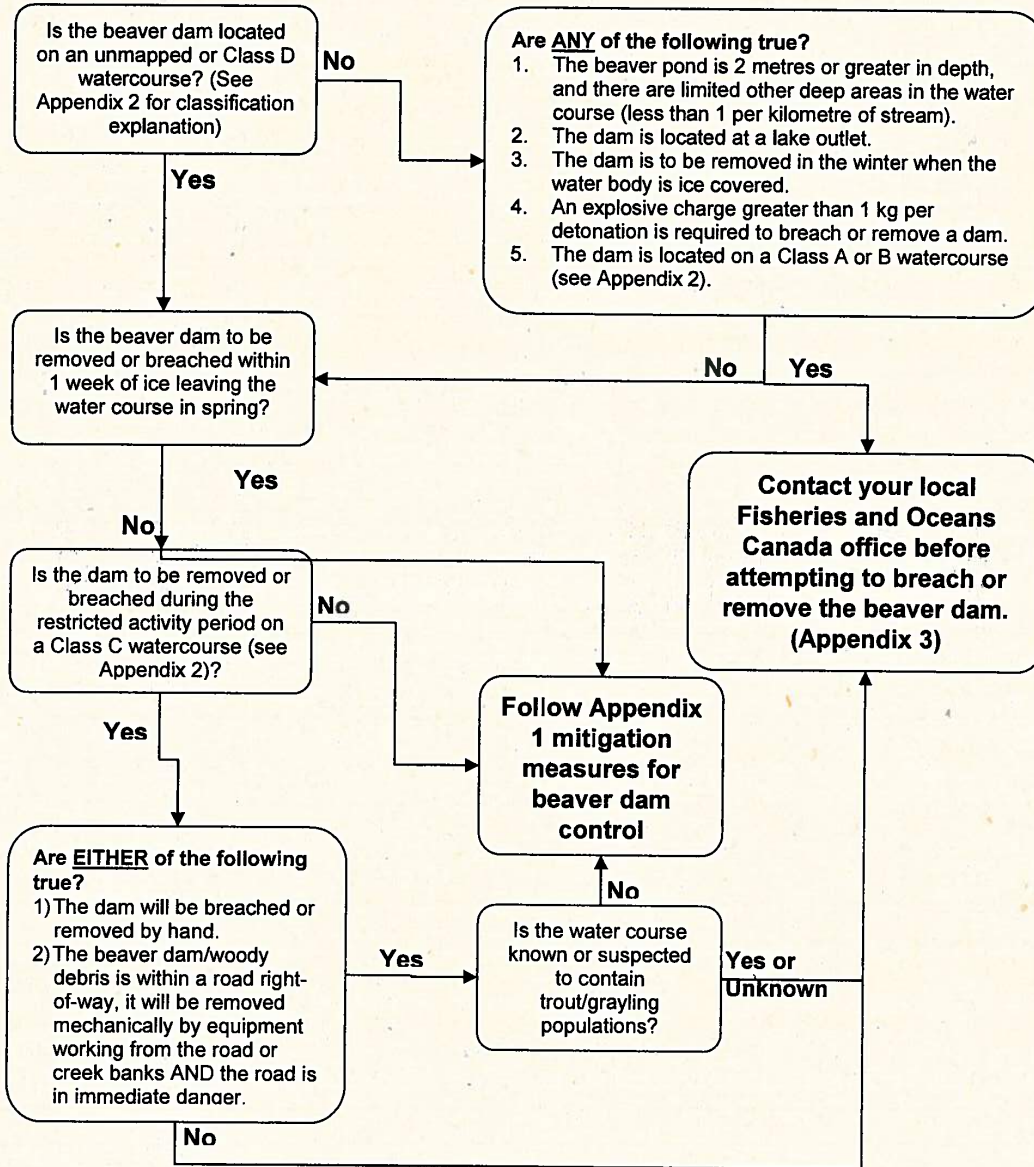 Is the beaver dam located
on an unmapped or Class D
watercourse? (See
Appendix 2 for classification
explanation)
No
Yes
Are ANY of the following true?
1. The beaver pond is 2 metres or greater in depth,
and there are limited other deep areas in the water
course (less than 1 per kilometre of stream).
2. The dam is located at a lake outlet.
3. The dam is to be removed in the winter when the
water body is ice covered.
4. An explosive charge greater than 1 kg per
detonation is required to breach or remove a dam.
5. The dam is located on a Class A or B watercourse
(see Appendix 2).
No
Yes
Is the beaver dam to be
removed or breached within
1 week of ice leaving the
water course in spring?
Yes
No
Contact your local
Fisheries and Oceans
Canada office before
attempting to breach or
remove the beaver dam.
(Appendix 3)
Is the dam to be removed or
breached during the
restricted activity period on
a Class C watercourse (see
Appendix 2)?
No
Yes
Follow Appendix
1 mitigation
measures for
beaver dam
control
Are EITHER of the following
true?
1) The dam will be breached or
removed by hand.
2) The beaver dam/woody
debris is within a road right-
of-way, it will be removed
mechanically by equipment
working from the road or
creek banks AND the road is
in immediate danger.
Yes
No
No
Is the water course
known or suspected
to contain
trout/grayling
populations?
Yes or
Unknown